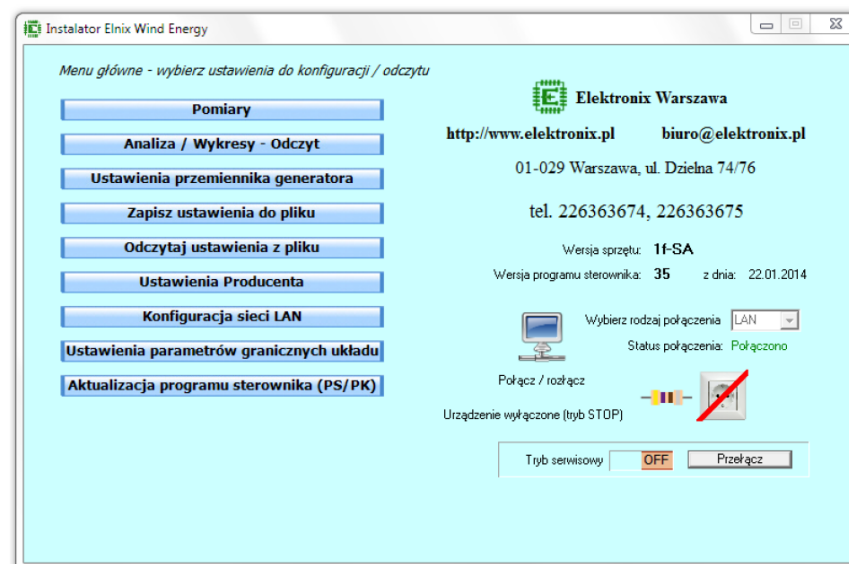 Instalator Elnix Wind Energy
Menu główne - wybierz ustawienia do konfiguracji / odczytu
Pomiary
Analiza / Wykresy - Odczyt
Ustawienia przemiennika generatora
Zapisz ustawienia do pliku
Odczytaj ustawienia z pliku
Ustawienia Producenta
Konfiguracja sieci LAN
Ustawienia parametrów granicznych układu
Aktualizacja programu sterownika (PS/PK)
Elektronix Warszawa
http://www.elektronix.pl biuro@elektronix.pl
01-029 Warszawa, ul. Dzielna 74/76
tel. 226363674, 226363675
Wersja sprzętu: 1f-SA
Wersja programu sterownika: 35 z dnia: 22.01.2014
Wybierz rodzaj połączenia LAN
Status połączenia: Połączono
Połącz / rozłącz
Urządzenie wyłączone (tryb STOP)
Tryb serwisowy OFF Przełącz